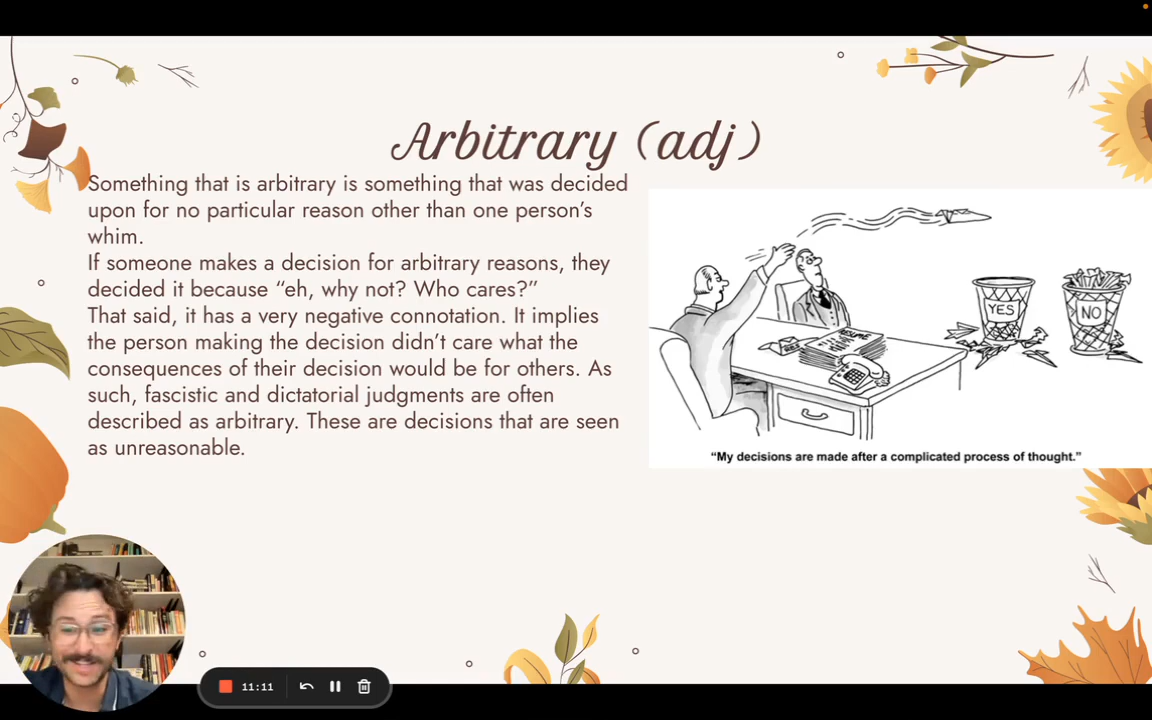 Arbitrary (adj)
Something that is arbitrary is something that was decided
upon for no particular reason other than one person’s
whim.
If someone makes a decision for arbitrary reasons, they
decided it because “eh, why not? Who cares?”
That said, it has a very negative connotation. It implies
the person making the decision didn’t care what the
consequences of their decision would be for others. As
such, fascistic and dictatorial judgments are often
described as arbitrary. These are decisions that are seen
as unreasonable.
YES
NO
RESUME
“My decisions are made after a complicated process of thought.”
11:11